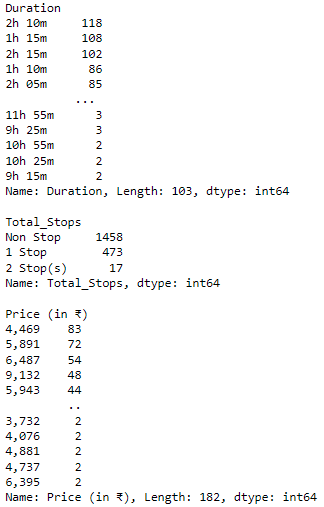 Duration
2h 10m    118
1h 15m    108
2h 15m    102
1h 10m     86
2h 05m     85
         ...
11h 55m     3
9h 25m      3
10h 55m     2
10h 25m     2
9h 15m      2
Name: Duration, Length: 103, dtype: int64

Total_Stops
Non Stop     1458
1 Stop        473
2 Stop(s)      17
Name: Total_Stops, dtype: int64

Price (in ₹)
4,469    83
5,891    72
6,487    54
9,132    48
5,943    44
         ..
3,732     2
4,076     2
4,881     2
4,737     2
6,395     2
Name: Price (in ₹), Length: 182, dtype: int64